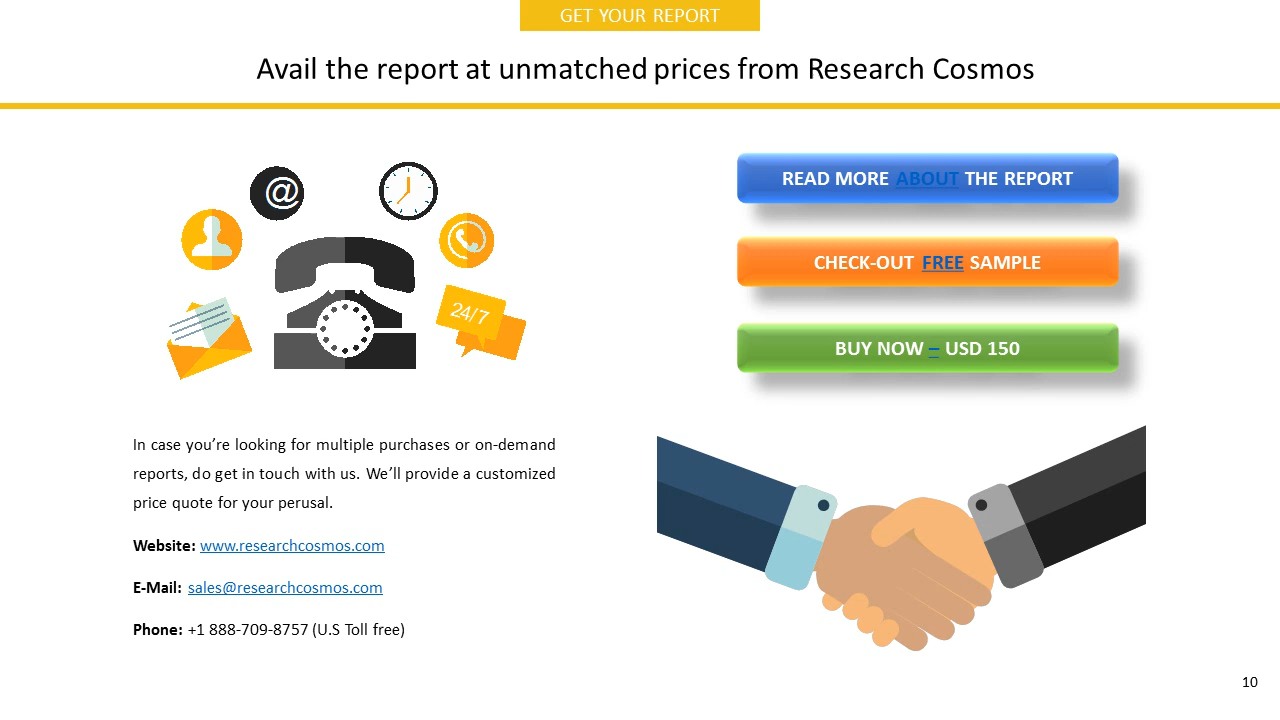 GET YOUR REPORT
Avail the report at unmatched prices from Research Cosmos
@
24/7
READ MORE ABOUT THE REPORT
CHECK-OUT FREE SAMPLE
BUY NOW – USD 150
In case you’re looking for multiple purchases or on-demand
reports, do get in touch with us. We’ll provide a customized
price quote for your perusal.
Website: www.researchcosmos.com
E-Mail: sales@researchcosmos.com
Phone: +1 888-709-8757 (U.S Toll free)
10